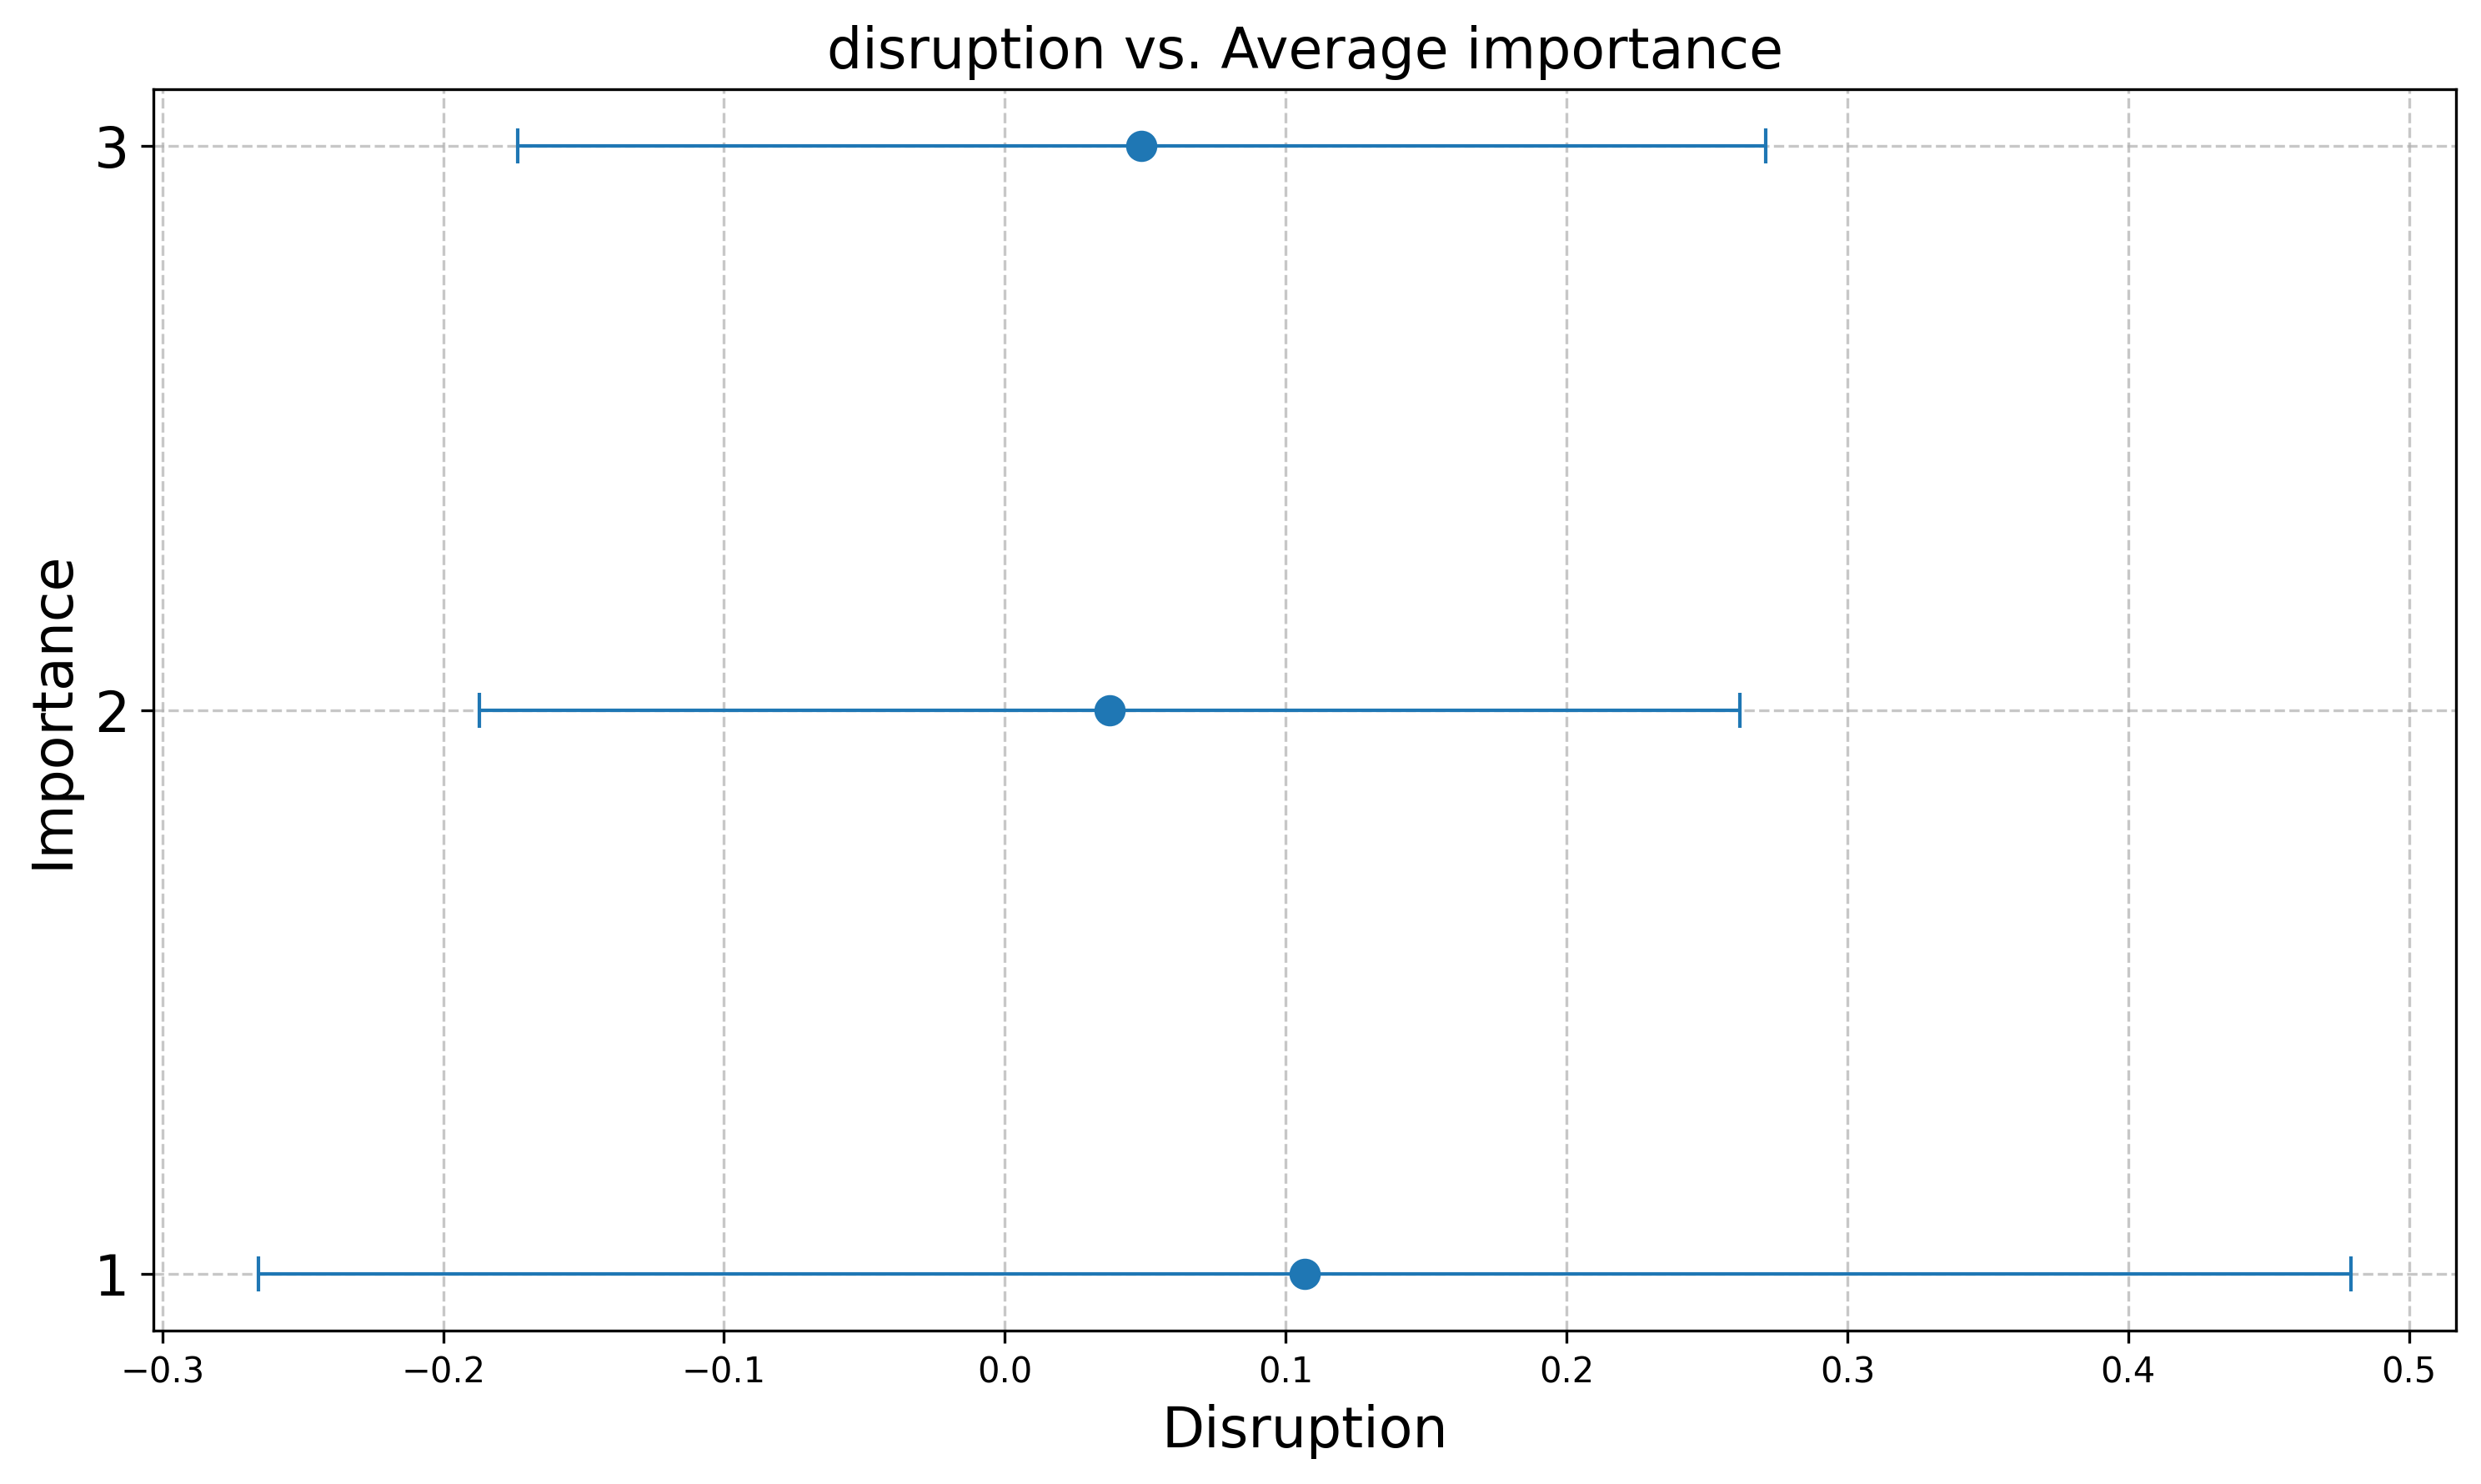 disruption vs. Average importance
3
2
1
Importance
−0.3 −0.2 −0.1 0.0 0.1 0.2 0.3 0.4 0.5
Disruption